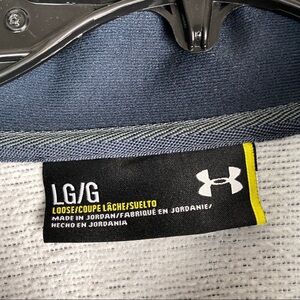 LG/G
LOOSE/COUPE LÂCHE/SUELTO
MADE IN JORDAN/FABRIQUÉ EN JORDANIE/
HECHO EN JORDANIA